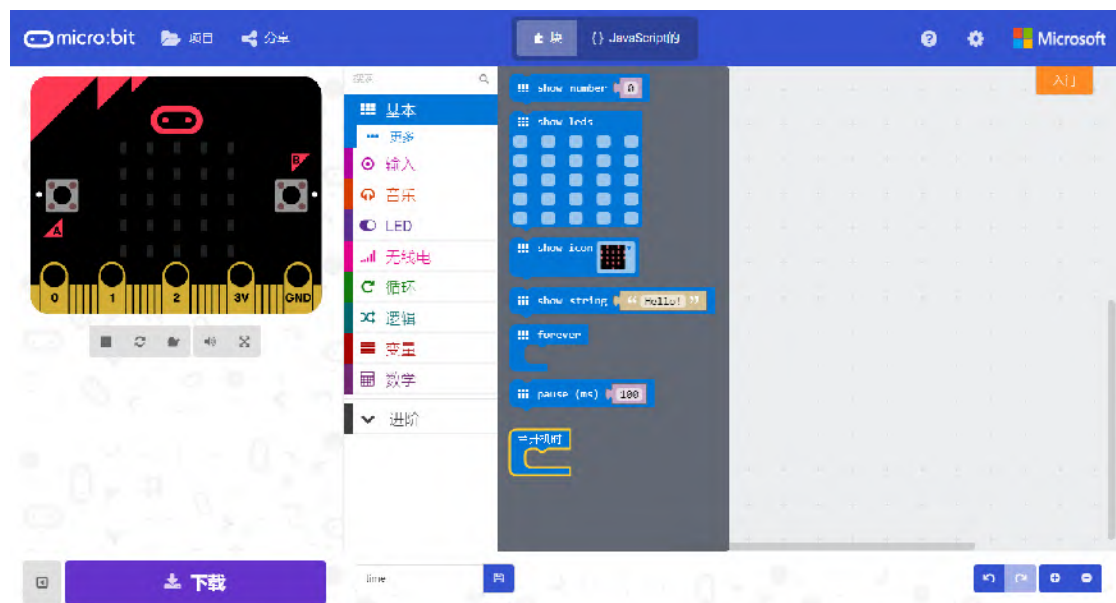 micro:bit 项目 分享 块 {} JavaScript的 Microsoft
搜索... 入门
基本
更多
输入
音乐
LED
无线电
循环
逻辑
变量
数学
进阶
show number 0
show leds
show icon
show string “ Hello! ”
forever
pause (ms) 100
当开机时
B
A
0 1 2 3V GND
下载
time